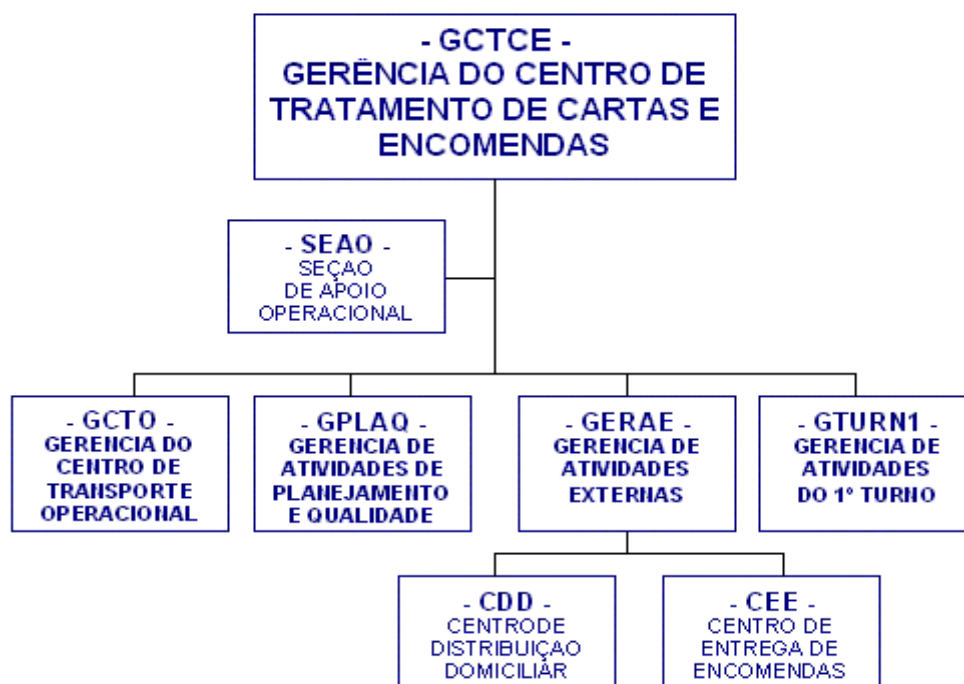 - GCTCE -
GERÊNCIA DO CENTRO DE
TRATAMENTO DE CARTAS E
ENCOMENDAS
- SEAO -
SEÇAO
DE APOIO
OPERACIONAL
- GCTO -
GERENCIA DO
CENTRO DE
TRANSPORTE
OPERACIONAL
- GPLAQ -
GERENCIA DE
ATIVIDADES DE
PLANEJAMENTO
E QUALIDADE
- GERAE -
GERENCIA DE
ATIVIDADES
EXTERNAS
- GTURN1 -
GERENCIA DE
ATIVIDADES
DO 1º TURNO
- CDD -
CENTRODE
DISTRIBUIÇAO
DOMICILIAR
- CEE -
CENTRO DE
ENTREGA DE
ENCOMENDAS